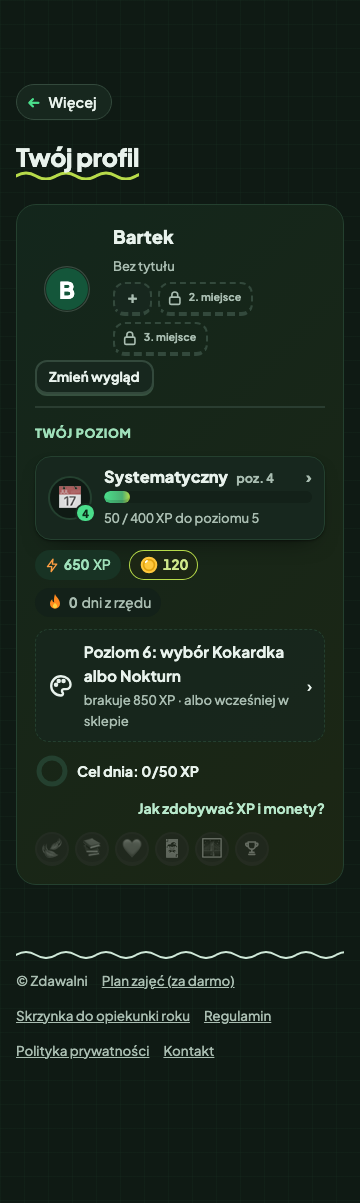 ← Więcej
Twój profil
Bartek
Bez tytułu
B
+
2. miejsce
3. miejsce
Zmień wygląd
TWÓJ POZIOM
Systematyczny poz. 4 ›
17
4
50 / 400 XP do poziomu 5
650 XP
120
0 dni z rzędu
Poziom 6: wybór Kokardka
albo Nokturn
brakuje 850 XP · albo wcześniej w
sklepie
›
Cel dnia: 0/50 XP
Jak zdobywać XP i monety?
© Zdawalni Plan zajęć (za darmo)
Skrzynka do opiekunki roku Regulamin
Polityka prywatności Kontakt